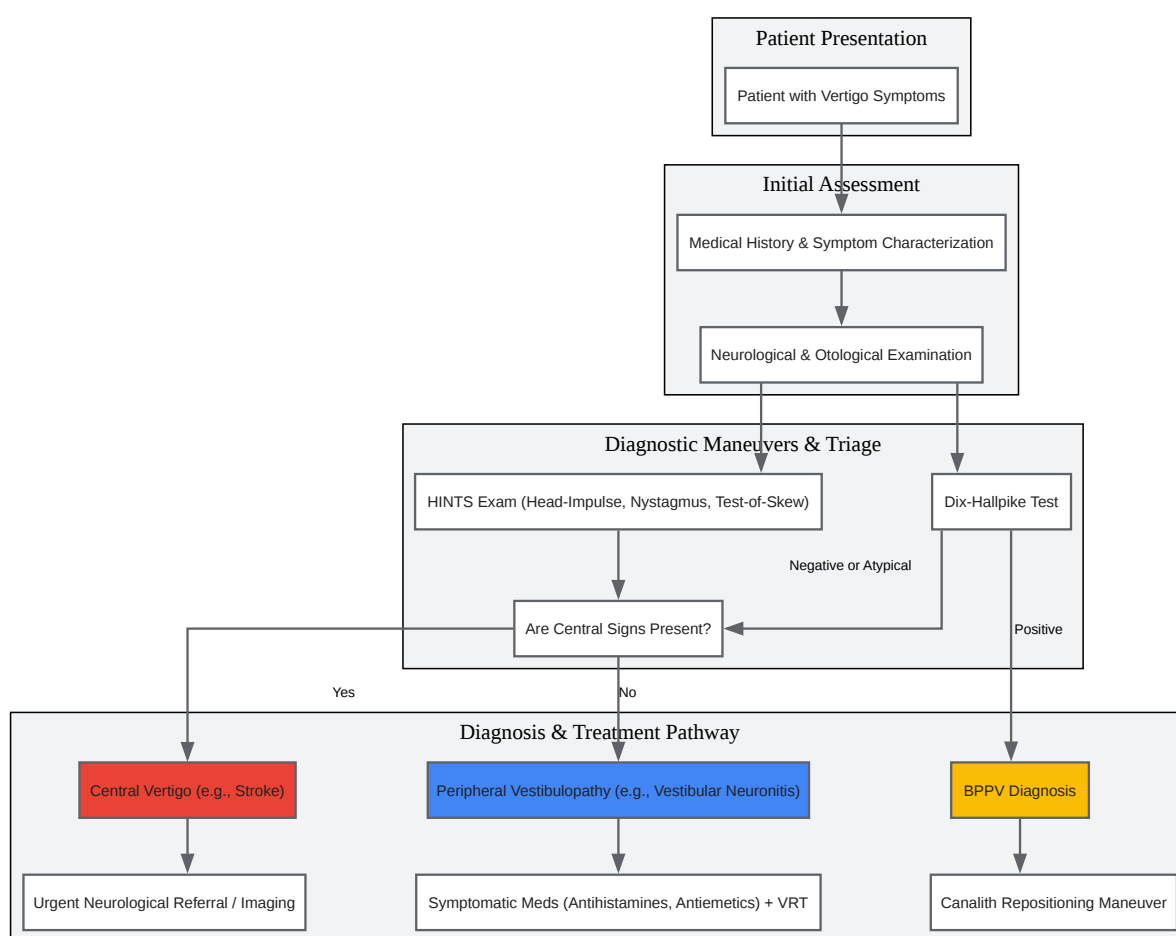 Patient Presentation
Patient with Vertigo Symptoms
Initial Assessment
Medical History & Symptom Characterization
Neurological & Otological Examination
Diagnostic Maneuvers & Triage
HINTS Exam (Head-Impulse, Nystagmus, Test-of-Skew)
Dix-Hallpike Test
Negative or Atypical
Are Central Signs Present?
Positive
Yes
No
Diagnosis & Treatment Pathway
Central Vertigo (e.g., Stroke)
Peripheral Vestibulopathy (e.g., Vestibular Neuronitis)
BPPV Diagnosis
Urgent Neurological Referral / Imaging
Symptomatic Meds (Antihistamines, Antiemetics) + VRT
Canalith Repositioning Maneuver